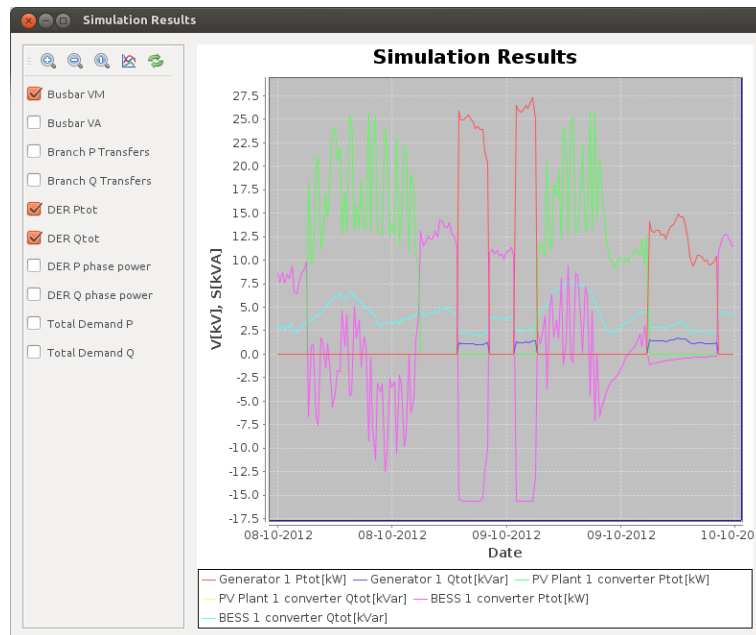 Simulation Results
Busbar VM
Busbar VA
Branch P Transfers
Branch Q Transfers
DER Ptot
DER Qtot
DER P phase power
DER Q phase power
Total Demand P
Total Demand Q
Simulation Results
V[kV], S[kVA]
27.5
25.0
22.5
20.0
17.5
15.0
12.5
10.0
7.5
5.0
2.5
0.0
-2.5
-5.0
-7.5
-10.0
-12.5
-15.0
-17.5
08-10-2012 08-10-2012 09-10-2012 09-10-2012 10-10-20
Date
Generator 1 Ptot[kW] Generator 1 Qtot[kVar] PV Plant 1 converter Ptot[kW]
PV Plant 1 converter Qtot[kVar] BESS 1 converter Ptot[kW]
BESS 1 converter Qtot[kVar]